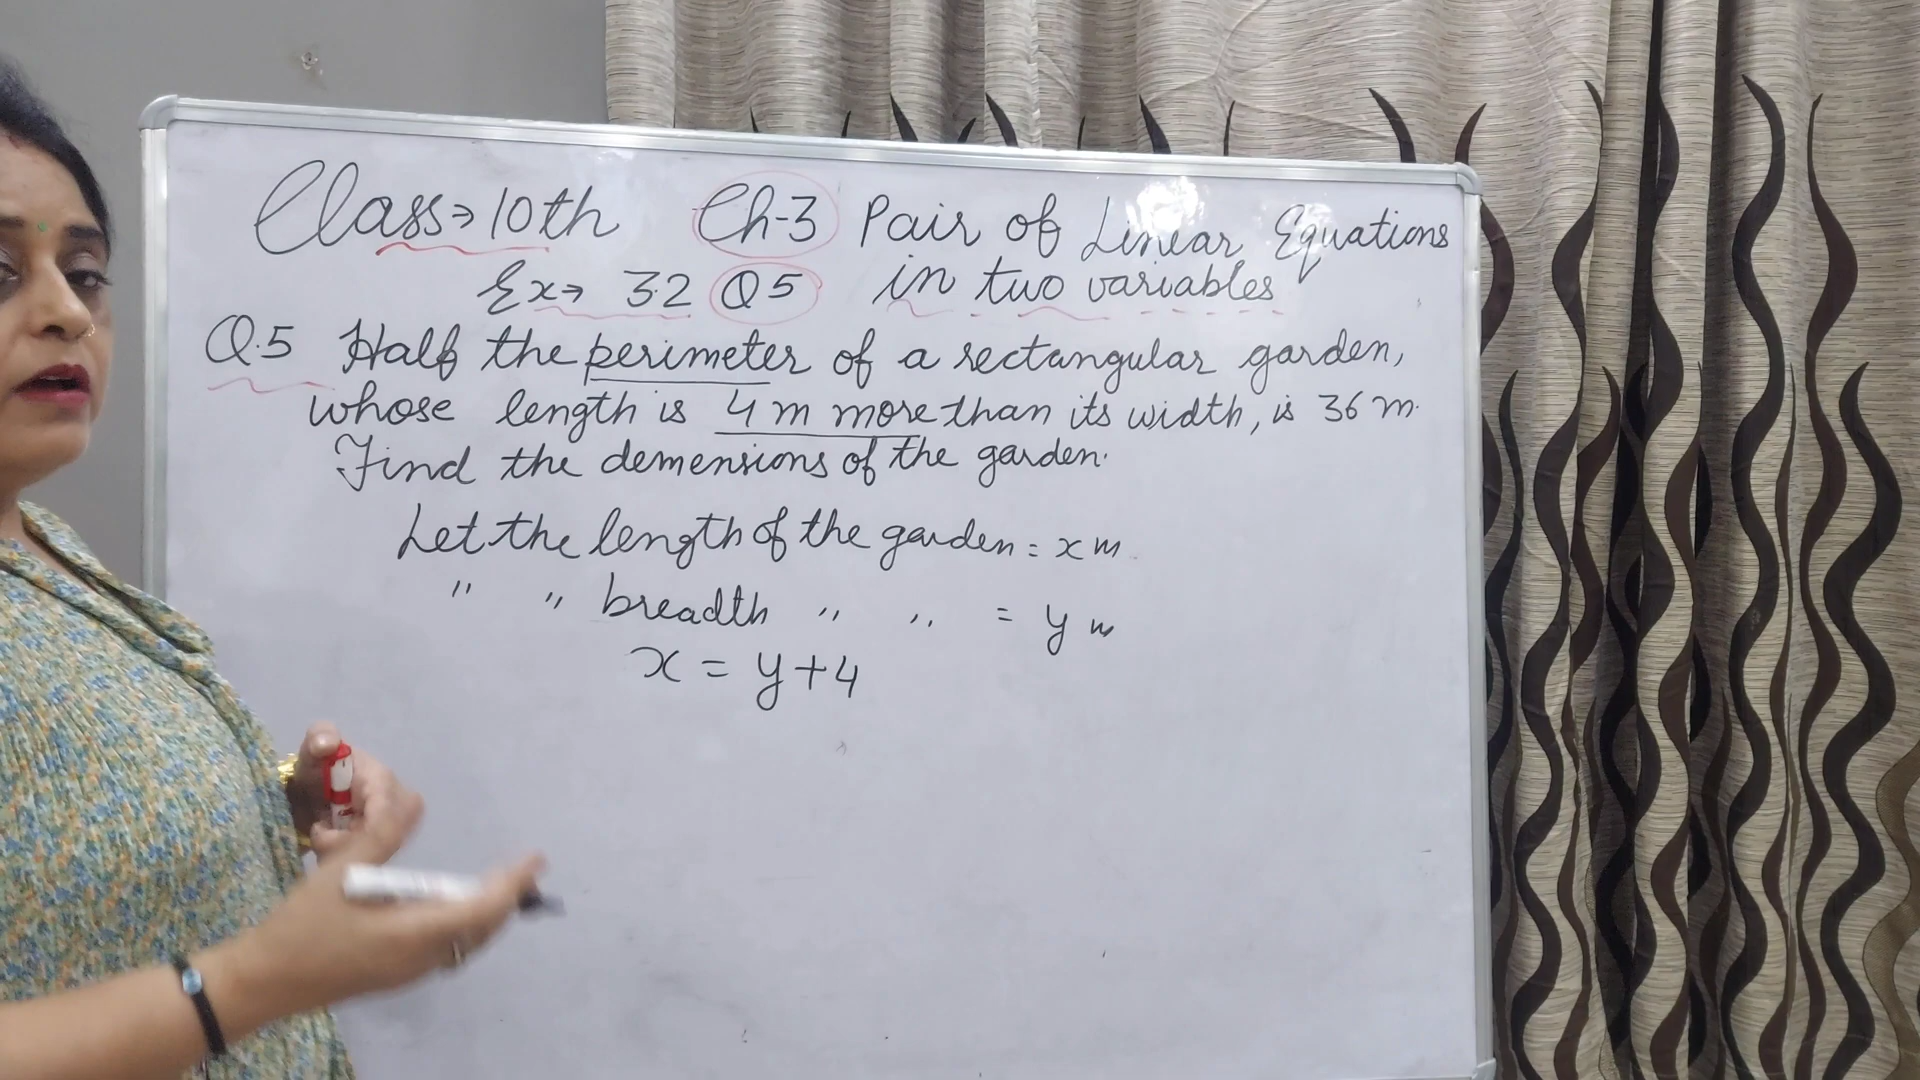 Class→10th Ch-3 Pair of Linear Equations
Ex→ 3.2 Q5 in two variables
Q.5 Half the perimeter of a rectangular garden,
whose length is 4m more than its width, is 36m.
Find the demensions of the garden.
Let the length of the garden = x m
" " breadth " " = y m
x = y+4